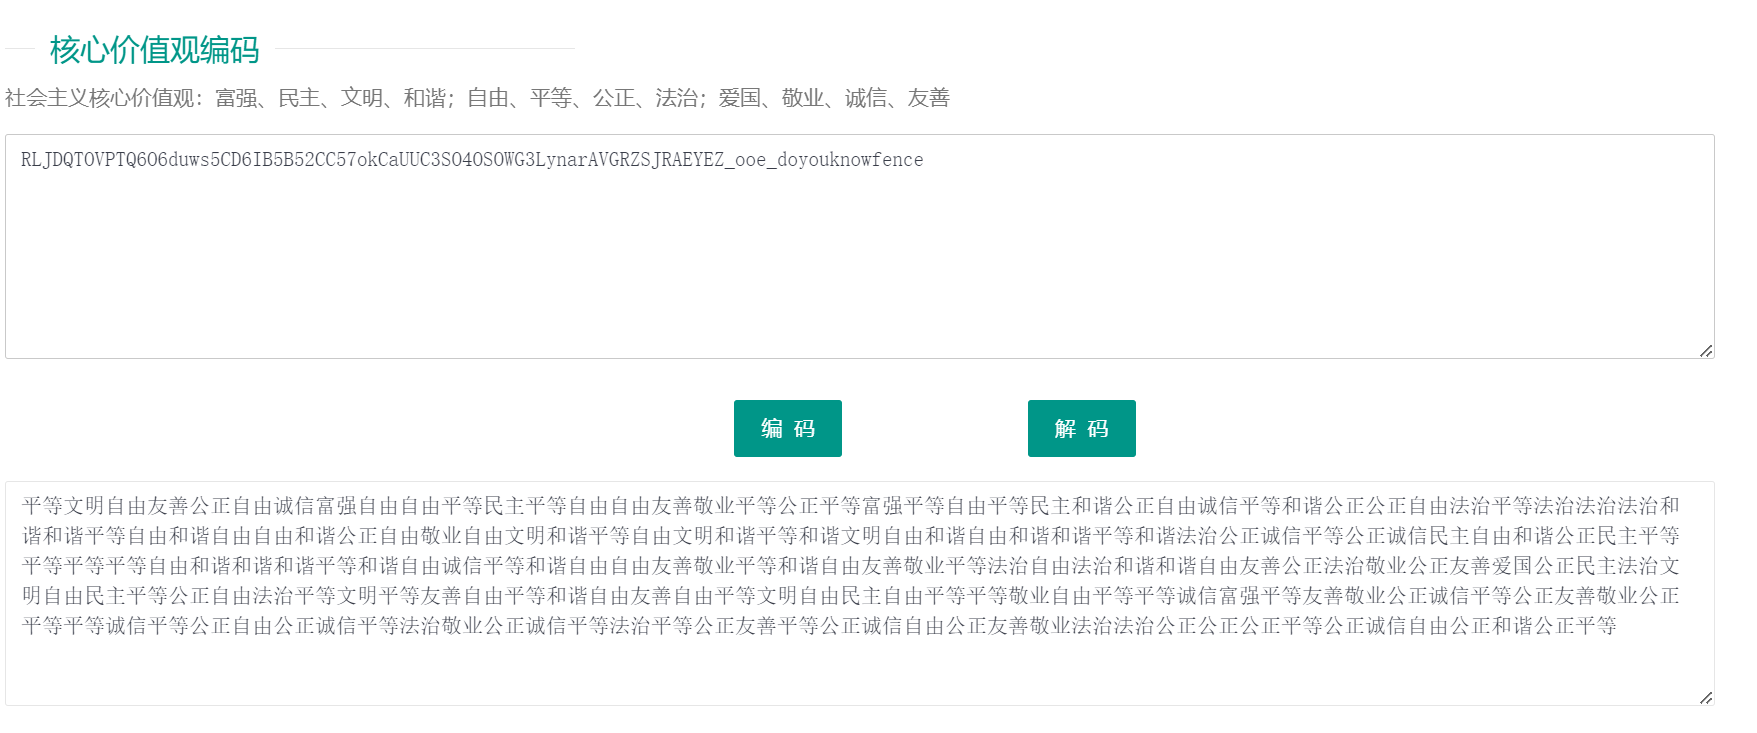 核心价值观编码
社会主义核心价值观：富强、民主、文明、和谐；自由、平等、公正、法治；爱国、敬业、诚信、友善
RLJDQTOVPTQ6O6duws5CD6IB5B52CC57okCaUUC3SO4OSOWG3LynarAVGRZSJRAEYEZ_ooe_doyouknowfence
编 码
解 码
平等文明自由友善公正自由诚信富强自由自由平等民主平等自由自由友善敬业平等公正平等富强平等自由平等民主和谐公正自由诚信平等和谐公正公正自由法治平等法治法治法治和
谐和谐平等自由和谐自由自由和谐公正自由敬业自由文明和谐平等自由文明和谐平等和谐文明自由和谐自由和谐和谐平等和谐法治公正诚信平等公正诚信民主自由和谐公正民主平等
平等平等平等自由和谐和谐和谐平等和谐自由诚信平等和谐自由自由友善敬业平等和谐自由友善敬业平等法治自由法治和谐和谐自由友善公正法治敬业公正友善爱国公正民主法治文
明自由民主平等公正自由法治平等文明平等友善自由平等和谐自由友善自由平等文明自由民主自由平等平等敬业自由平等平等诚信富强平等友善敬业公正诚信平等公正友善敬业公正
平等平等诚信平等公正自由公正诚信平等法治敬业公正诚信平等法治平等公正友善平等公正诚信自由公正友善敬业法治法治公正公正公正平等公正诚信自由公正和谐公正平等